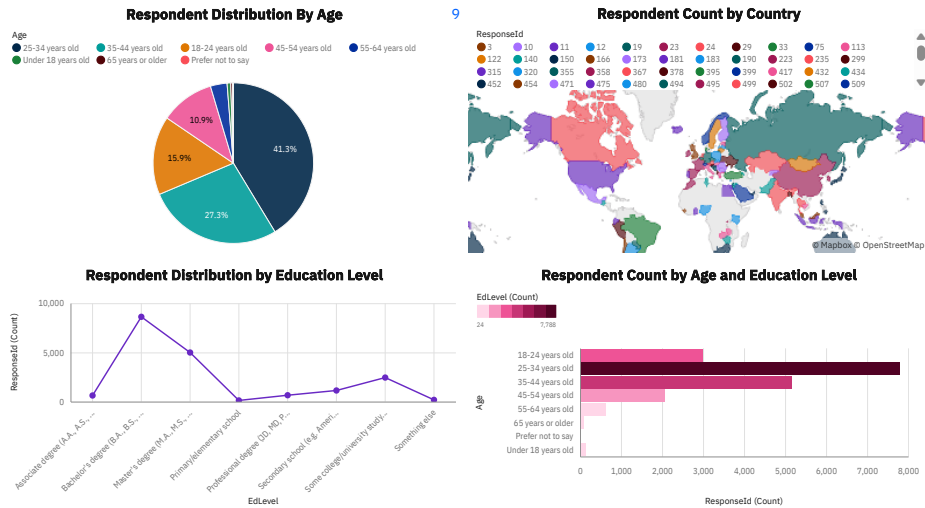 Respondent Distribution By Age
Age
25-34 years old 35-44 years old 18-24 years old 45-54 years old 55-64 years old
Under 18 years old 65 years or older Prefer not to say
41.3%
27.3%
15.9%
10.9%
9
Respondent Count by Country
ResponseId
3 10 11 12 19 23 24 29 33 75 113
122 140 150 166 173 181 183 190 223 235 299
315 320 355 358 367 378 395 399 417 432 434
452 454 471 475 480 494 495 499 502 507 509
© Mapbox © OpenStreetMap
Respondent Distribution by Education Level
ResponseId (Count)
10,000
5,000
0
Associate degree (A.A., A.S., ...
Bachelor's degree (B.A., B.S., ...
Master's degree (M.A., M.S., ...
Primary/elementary school
Professional degree (JD, MD, P...
Secondary school (e.g. Ameri...
Some college/university study...
Something else
EdLevel
Respondent Count by Age and Education Level
EdLevel (Count)
24 7,788
Age
18-24 years old
25-34 years old
35-44 years old
45-54 years old
55-64 years old
65 years or older
Prefer not to say
Under 18 years old
0 1,000 2,000 3,000 4,000 5,000 6,000 7,000 8,000
ResponseId (Count)